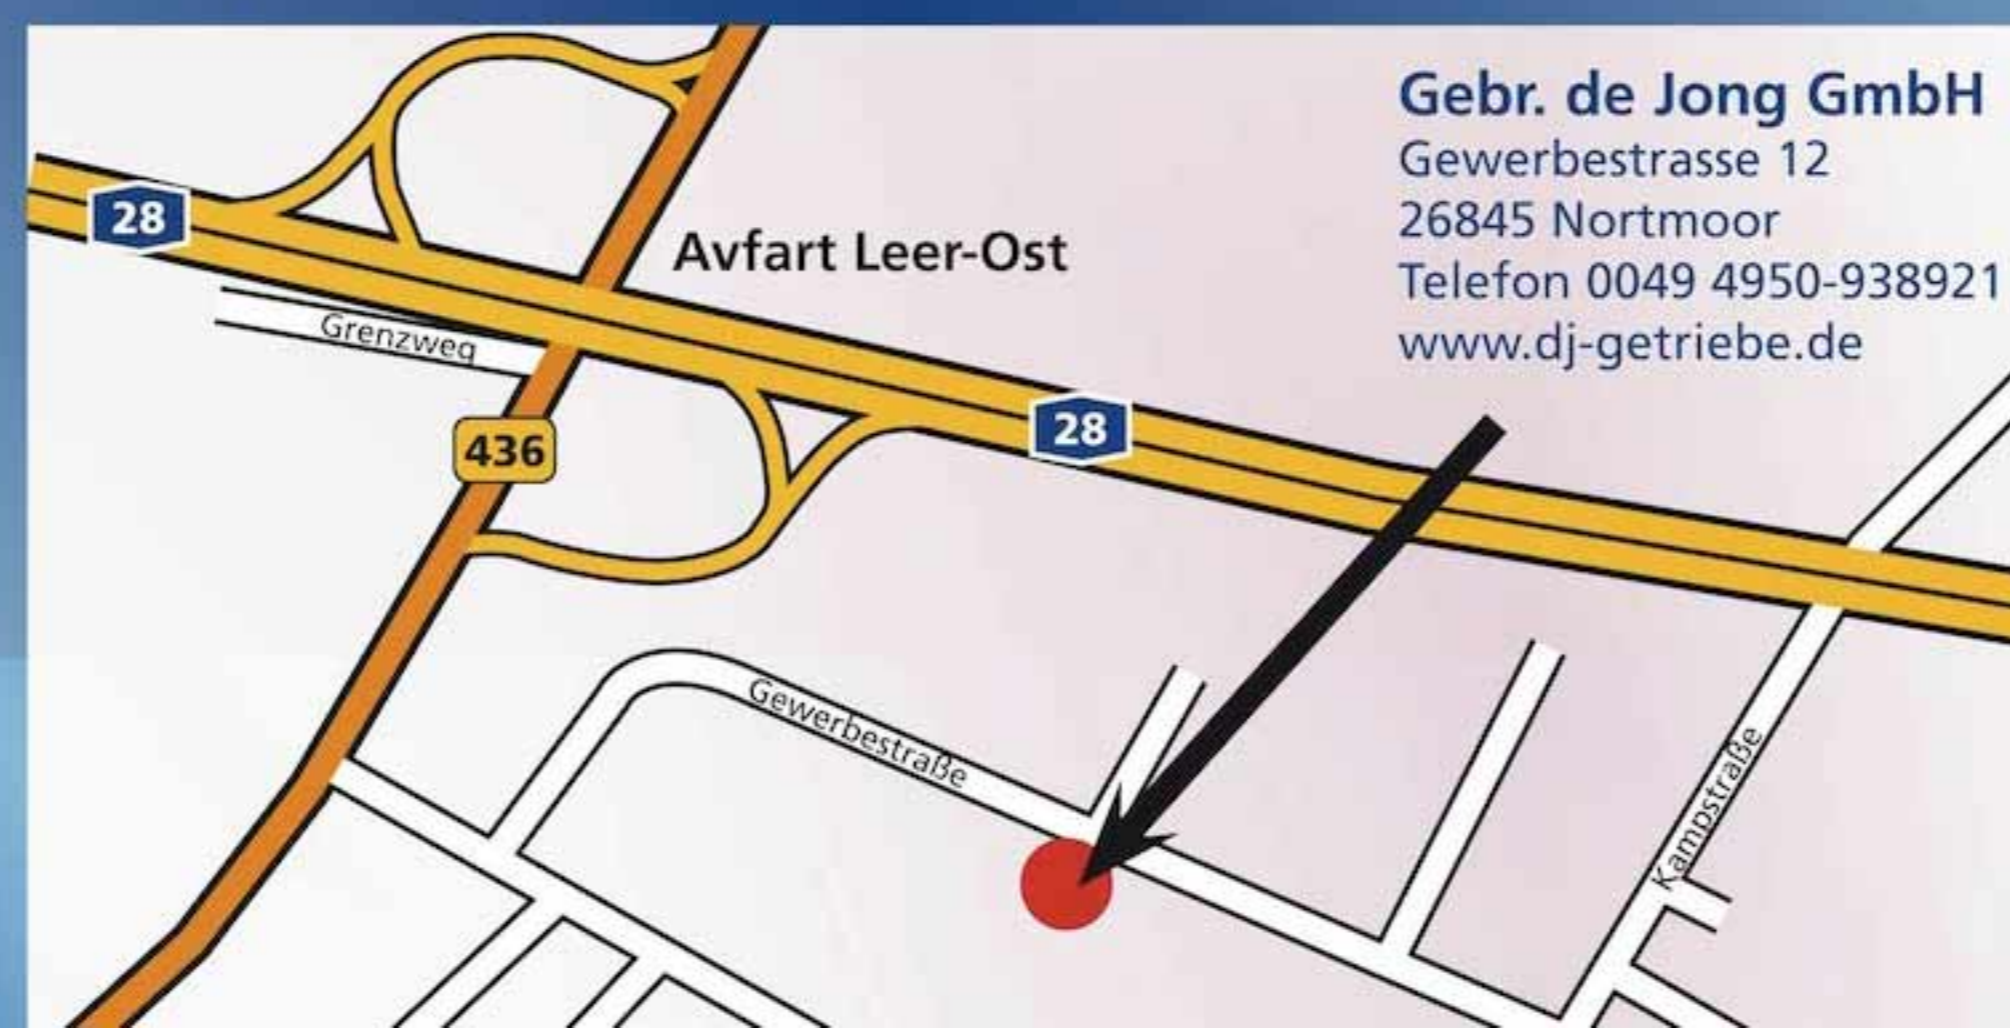 Gebr. de Jong GmbH
Gewerbestrasse 12
26845 Nortmoor
Telefon 0049 4950-938921
www.dj-getriebe.de
28
Avfart Leer-Ost
Grenzweg
436
28
Gewerbestraße
Kampstraße